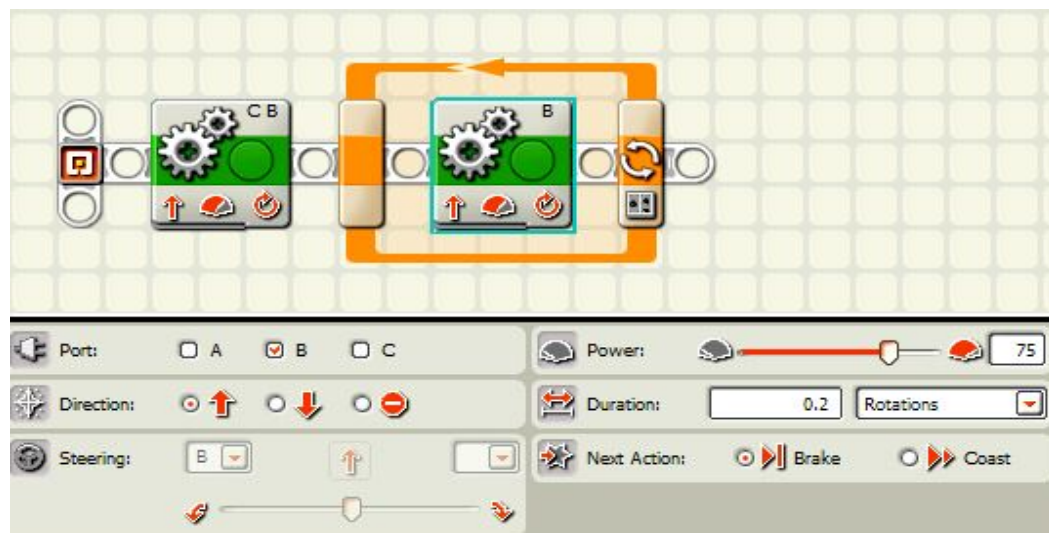 C B
B
Port: A B C
Power: 75
Direction:
Duration: 0.2 Rotations
Steering: B
Next Action: Brake Coast